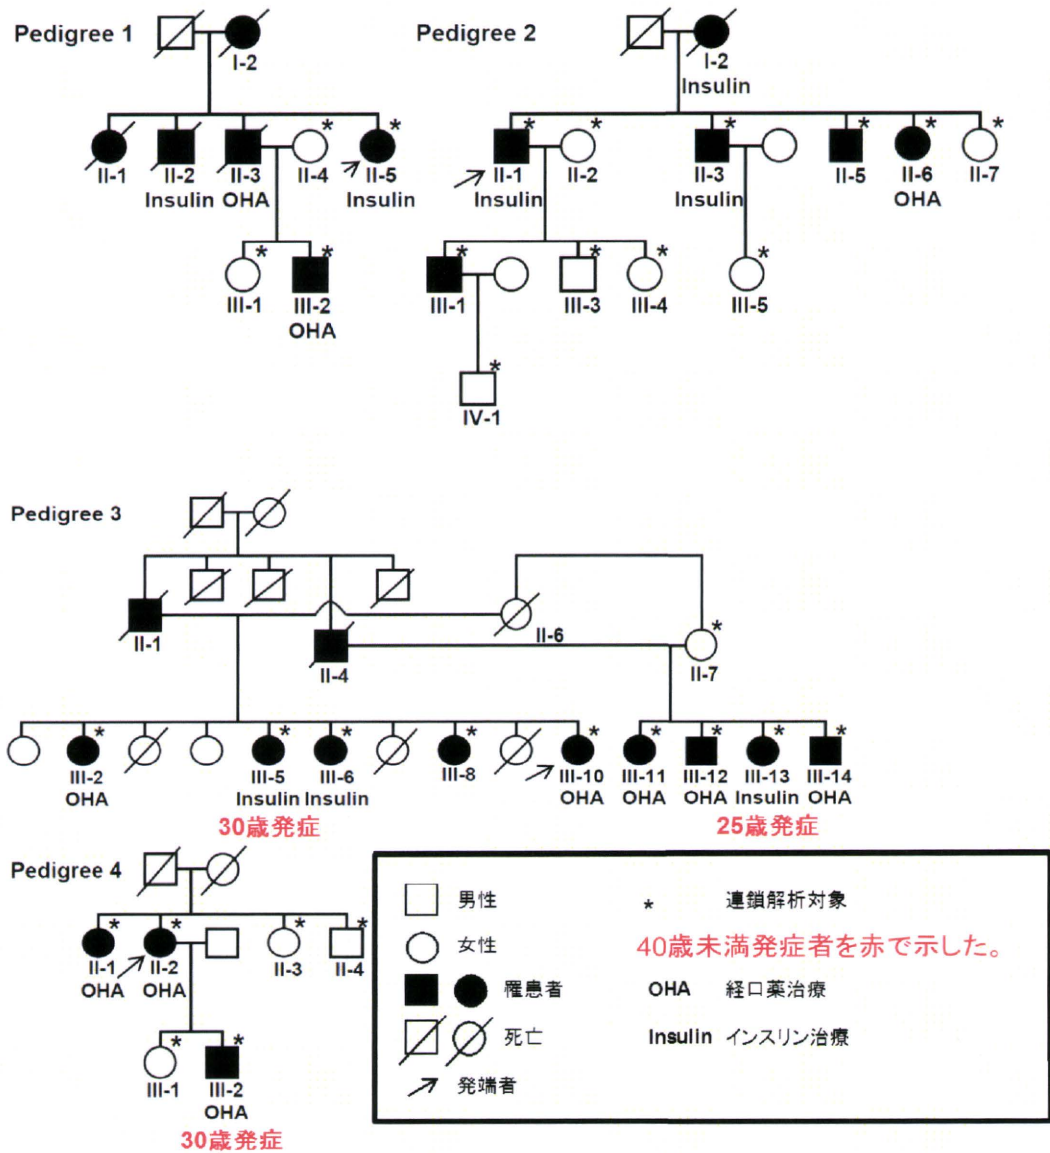 Pedigree 1
Pedigree 2
I-2
I-2
Insulin
* * * * * * *
II-1 II-2 II-3 II-4 II-5
Insulin OHA Insulin
II-1 II-2 II-3 II-5 II-6 II-7
Insulin Insulin OHA
* * * * * *
III-1 III-2
OHA
III-1 III-3 III-4 III-5
*
IV-1
Pedigree 3
II-1 II-4 II-6 II-7
*
* * * * * * * * *
III-2 III-5 III-6 III-8 III-10 III-11 III-12 III-13 III-14
OHA Insulin Insulin OHA OHA OHA Insulin OHA
30歳発症 25歳発症
Pedigree 4
* * * *
II-1 II-2 II-3 II-4
OHA OHA
* *
III-1 III-2
OHA
30歳発症
男性 * 連鎖解析対象
女性 40歳未満発症者を赤で示した。
罹患者 OHA 経口薬治療
死亡 Insulin インスリン治療
発端者